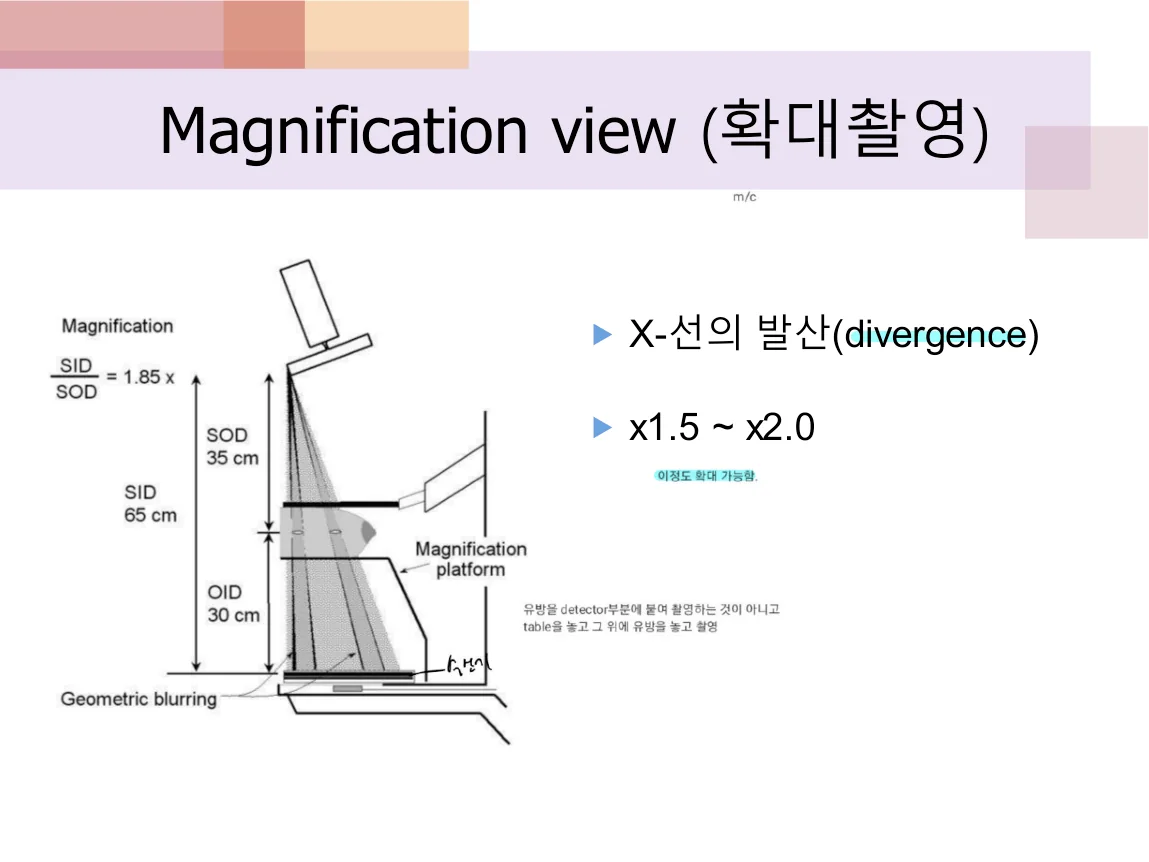 Magnification view (확대촬영)
m/c
Magnification
SID
SOD
= 1.85 x
SOD
35 cm
SID
65 cm
OID
30 cm
Magnification
platform
Geometric blurring
X-선의 발산(divergence)
x1.5 ~ x2.0
이정도 확대 가능함.
유방을 detector부분에 붙여 촬영하는 것이 아니고
table을 놓고 그 위에 유방을 놓고 촬영